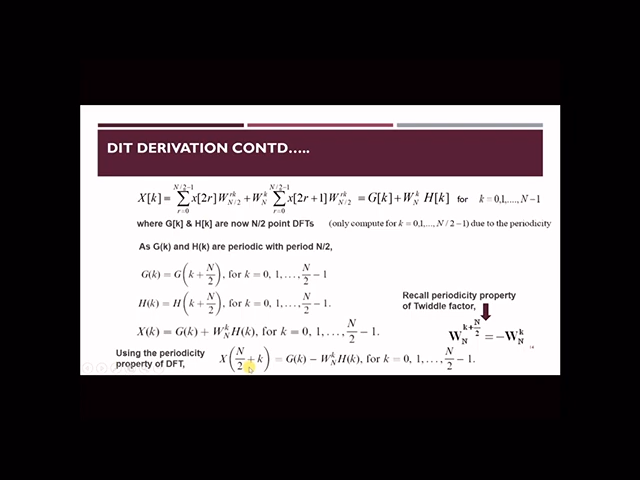 DIT DERIVATION CONTD…..
X[k] = \sum_{r=0}^{N/2-1} x[2r] W_{N/2}^{rk} + W_N^k \sum_{r=0}^{N/2-1} x[2r+1] W_{N/2}^{rk} = G[k] + W_N^k H[k] for k = 0,1,....,N−1
where G[k] & H[k] are now N/2 point DFTs (only compute for k = 0,1,..., N/2−1) due to the periodicity
As G(k) and H(k) are periodic with period N/2,
G(k) = G(k + N/2), for k = 0, 1, . . . , N/2 − 1
H(k) = H(k + N/2), for k = 0, 1, . . . , N/2 − 1.
Recall periodicity property
of Twiddle factor,
X(k) = G(k) + W_N^k H(k), for k = 0, 1, . . . , N/2 − 1.
W_N^{k+N/2} = −W_N^k
Using the periodicity
property of DFT,
X(N/2 + k) = G(k) − W_N^k H(k), for k = 0, 1, . . . , N/2 − 1.